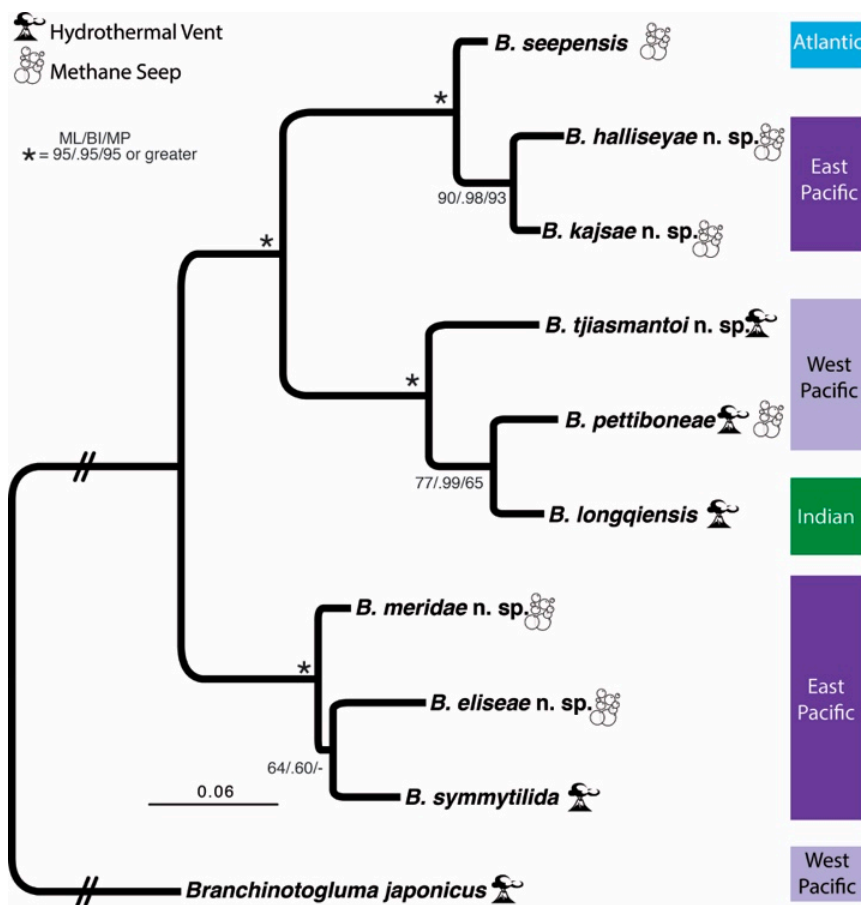 Hydrothermal Vent
Methane Seep
ML/BI/MP
* = 95/.95/95 or greater
B. seepensis
Atlantic
*
B. halliseyae n. sp.
East
Pacific
90/.98/93
B. kajsae n. sp.
*
B. tjiasmantoi n. sp.
West
Pacific
*
B. pettiboneae
77/.99/65
B. longqiensis
Indian
B. meridae n. sp.
*
East
Pacific
B. eliseae n. sp.
64/.60/-
0.06
B. symmytilida
West
Pacific
Branchinotogluma japonicus